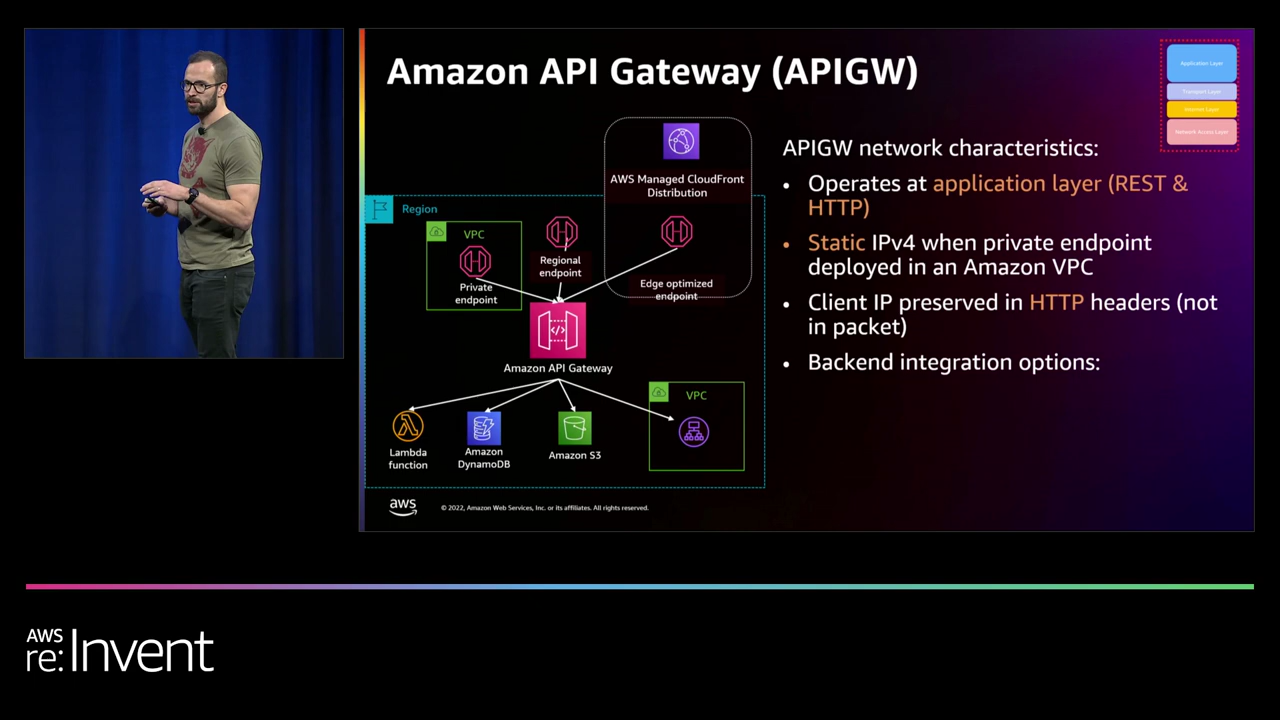 Amazon API Gateway (APIGW)
Application Layer
Transport Layer
Internet Layer
Network Access Layer
AWS Managed CloudFront
Distribution
Region
VPC
Private
endpoint
Regional
endpoint
Edge optimized
endpoint
Amazon API Gateway
Lambda
function
Amazon
DynamoDB
Amazon S3
VPC
APIGW network characteristics:
• Operates at application layer (REST &
HTTP)
• Static IPv4 when private endpoint
deployed in an Amazon VPC
• Client IP preserved in HTTP headers (not
in packet)
• Backend integration options:
aws
© 2022, Amazon Web Services, Inc. or its affiliates. All rights reserved.
AWS
re:Invent